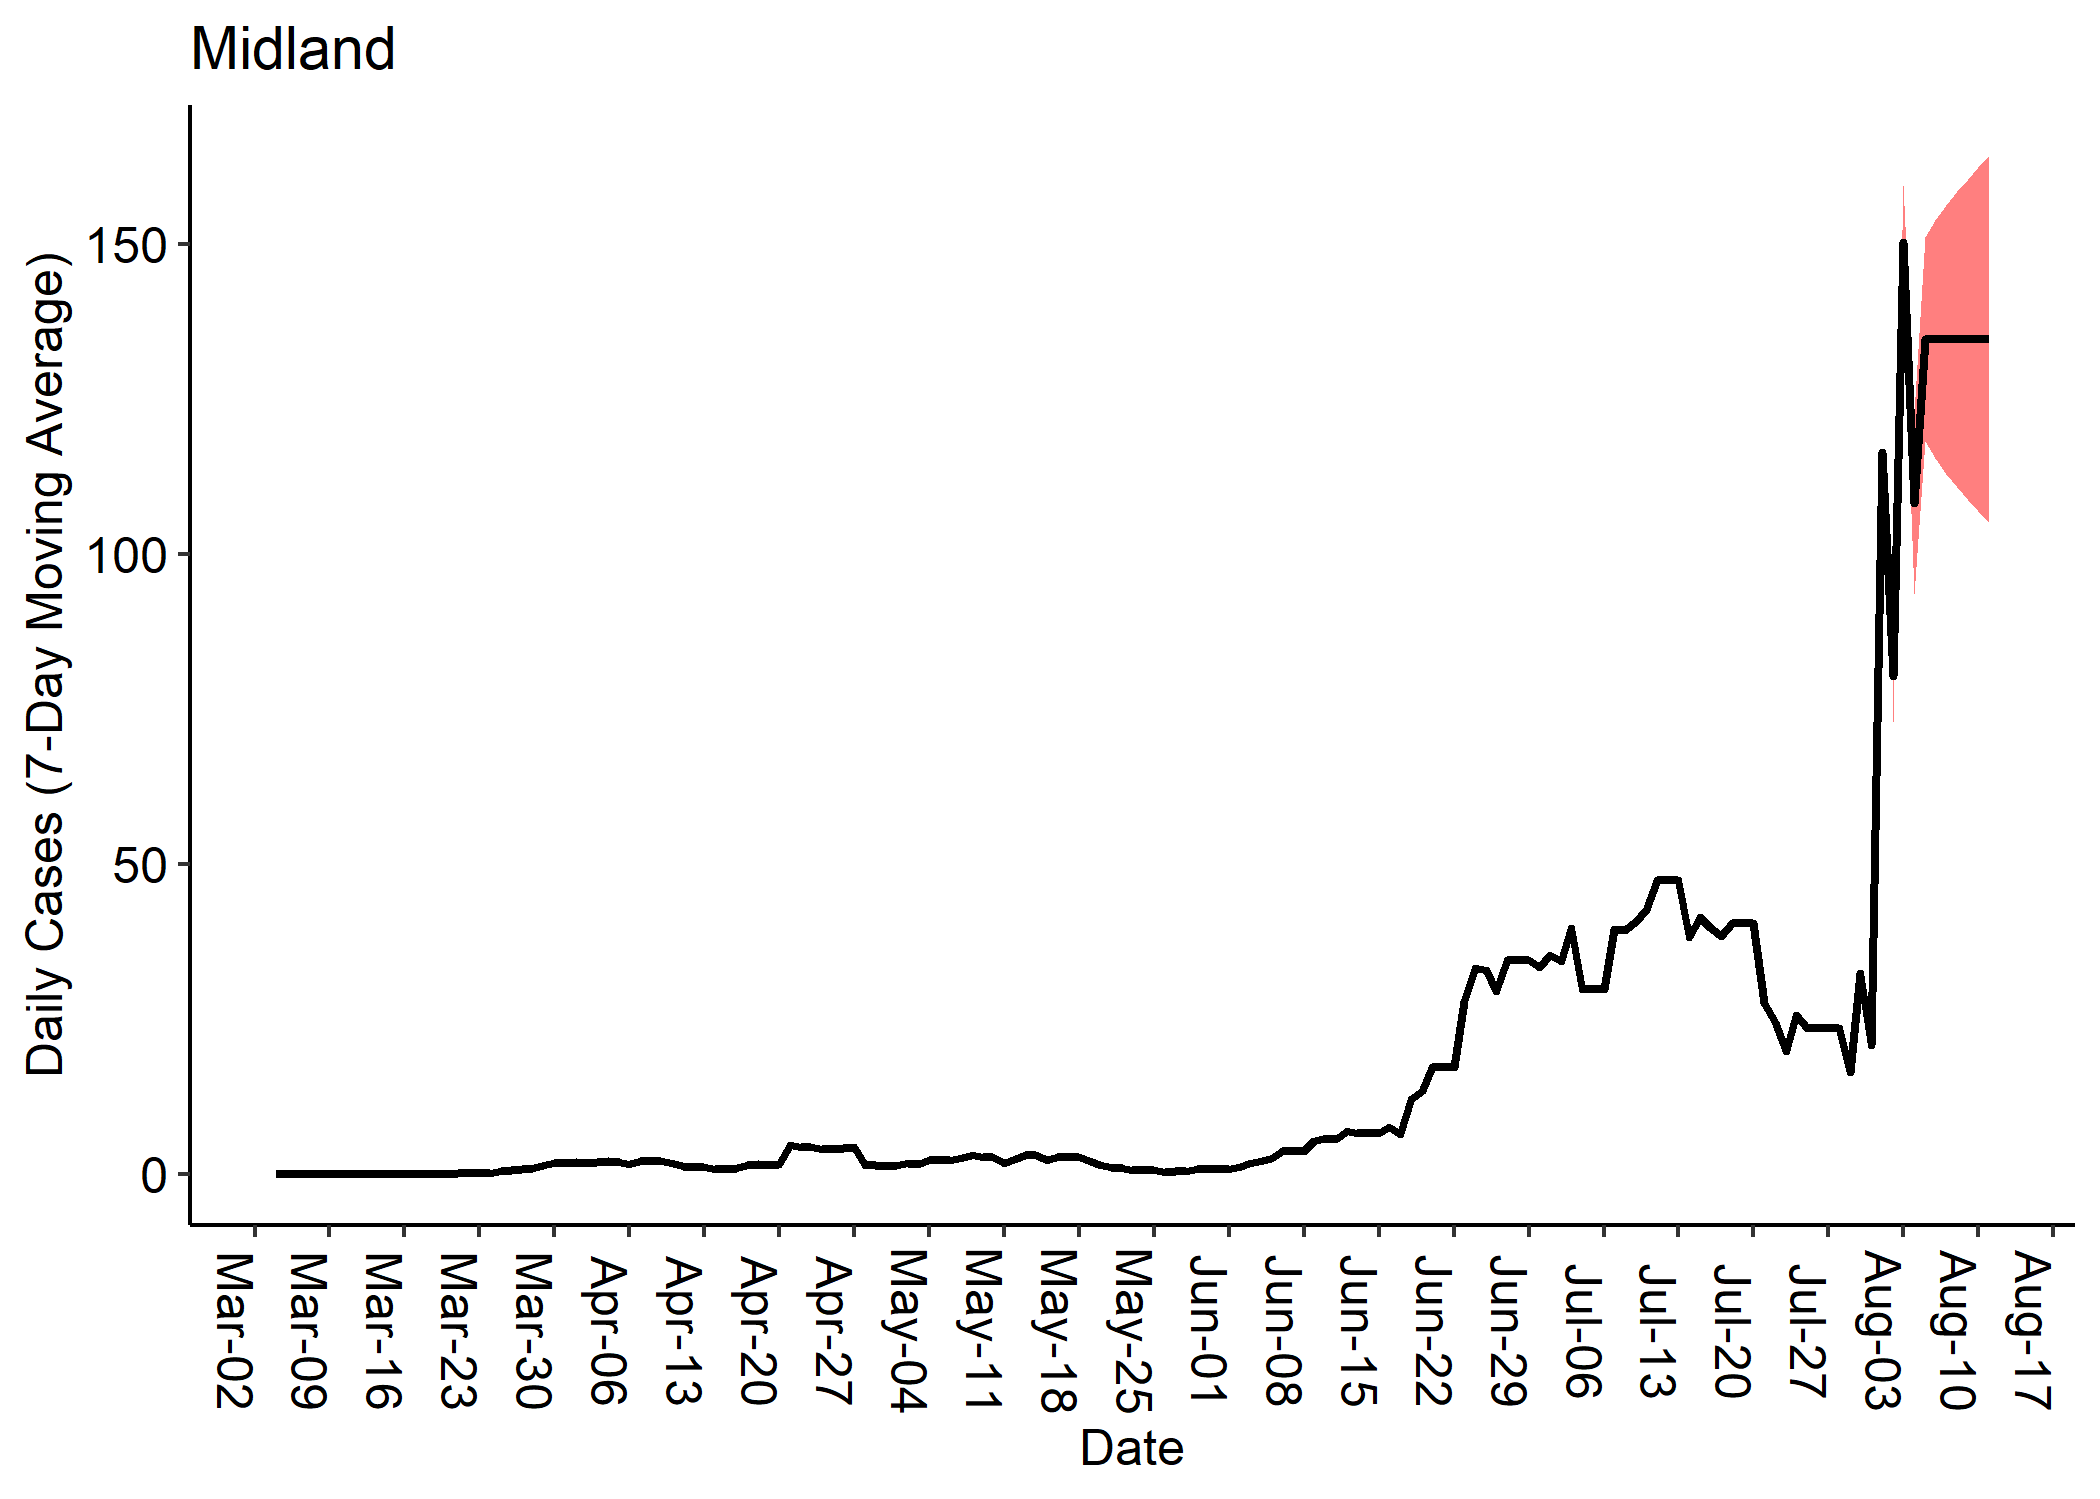 Midland
Daily Cases (7-Day Moving Average)
150
100
50
0
Mar-02
Mar-09
Mar-16
Mar-23
Mar-30
Apr-06
Apr-13
Apr-20
Apr-27
May-04
May-11
May-18
May-25
Jun-01
Jun-08
Jun-15
Jun-22
Jun-29
Jul-06
Jul-13
Jul-20
Jul-27
Aug-03
Aug-10
Aug-17
Date